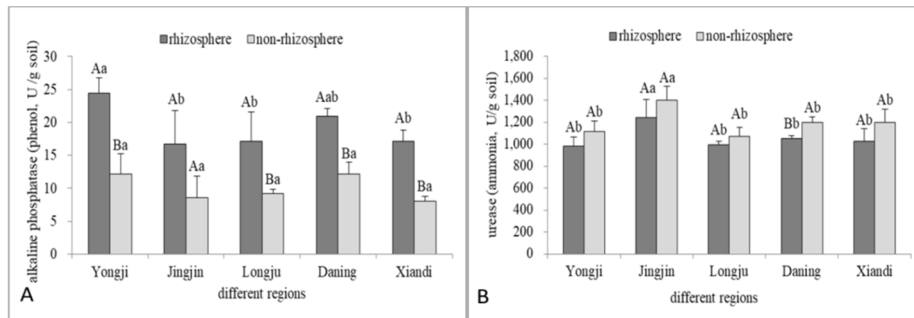 rhizosphere non-rhizosphere
alkaline phosphatase (phenol, U /g soil)
30
25
20
15
10
5
0
Aa
Ba
Ab
Aa
Ab
Ba
Aab
Ba
Ab
Ba
Yongji Jingjin Longju Daning Xiandi
different regions
A
rhizosphere non-rhizosphere
urease (ammonia, U/g soil)
1,800
1,600
1,400
1,200
1,000
800
600
400
200
0
Ab
Ab
Aa
Aa
Ab
Ab
Bb
Ab
Ab
Ab
Yongji Jingjin Longju Daning Xiandi
different regions
B